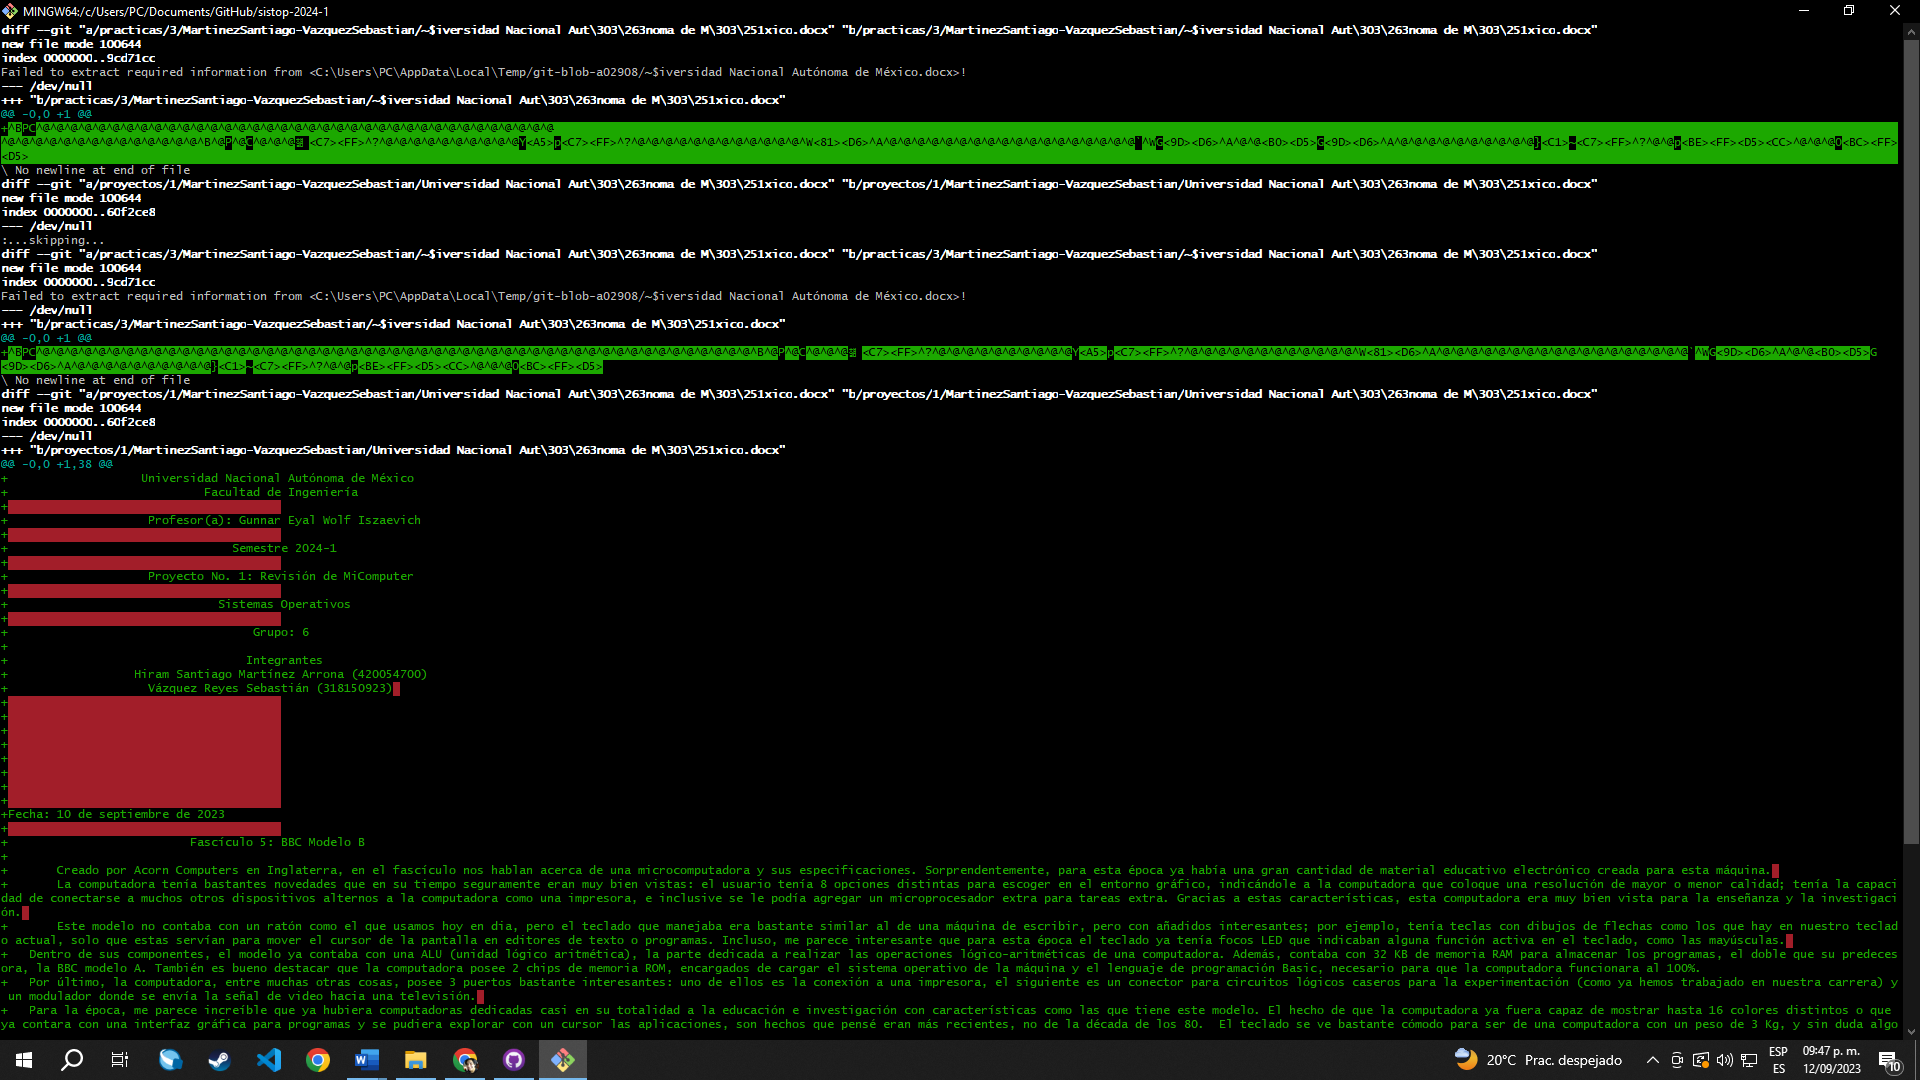 MINGW64:/c/Users/PC/Documents/GitHub/sistop-2024-1
diff --git "a/practicas/3/MartinezSantiago-VazquezSebastian/~$iversidad Nacional Aut\303\263noma de M\303\251xico.docx" "b/practicas/3/MartinezSantiago-VazquezSebastian/~$iversidad Nacional Aut\303\263noma de M\303\251xico.docx"
new file mode 100644
index 0000000..9cd71cc
Failed to extract required information from <C:\Users\PC\AppData\Local\Temp/git-blob-a02908/~$iversidad Nacional Autónoma de México.docx>!
--- /dev/null
+++ "b/practicas/3/MartinezSantiago-VazquezSebastian/~$iversidad Nacional Aut\303\263noma de M\303\251xico.docx"
@@ -0,0 +1 @@
<D5>
\ No newline at end of file
diff --git "a/proyectos/1/MartinezSantiago-VazquezSebastian/Universidad Nacional Aut\303\263noma de M\303\251xico.docx" "b/proyectos/1/MartinezSantiago-VazquezSebastian/Universidad Nacional Aut\303\263noma de M\303\251xico.docx"
new file mode 100644
index 0000000..60f2ce8
--- /dev/null
:...skipping...
diff --git "a/practicas/3/MartinezSantiago-VazquezSebastian/~$iversidad Nacional Aut\303\263noma de M\303\251xico.docx" "b/practicas/3/MartinezSantiago-VazquezSebastian/~$iversidad Nacional Aut\303\263noma de M\303\251xico.docx"
new file mode 100644
index 0000000..9cd71cc
Failed to extract required information from <C:\Users\PC\AppData\Local\Temp/git-blob-a02908/~$iversidad Nacional Autónoma de México.docx>!
--- /dev/null
+++ "b/practicas/3/MartinezSantiago-VazquezSebastian/~$iversidad Nacional Aut\303\263noma de M\303\251xico.docx"
@@ -0,0 +1 @@
\ No newline at end of file
diff --git "a/proyectos/1/MartinezSantiago-VazquezSebastian/Universidad Nacional Aut\303\263noma de M\303\251xico.docx" "b/proyectos/1/MartinezSantiago-VazquezSebastian/Universidad Nacional Aut\303\263noma de M\303\251xico.docx"
new file mode 100644
index 0000000..60f2ce8
--- /dev/null
+++ "b/proyectos/1/MartinezSantiago-VazquezSebastian/Universidad Nacional Aut\303\263noma de M\303\251xico.docx"
@@ -0,0 +1,38 @@
+ Universidad Nacional Autónoma de México
+ Facultad de Ingeniería
+
+ Profesor(a): Gunnar Eyal Wolf Iszaevich
+
+ Semestre 2024-1
+
+ Proyecto No. 1: Revisión de MiComputer
+
+ Sistemas Operativos
+
+ Grupo: 6
+
+ Integrantes
+ Hiram Santiago Martínez Arrona (420054700)
+ Vázquez Reyes Sebastián (318150923)
+
+
+
+
+
+
+
+
+Fecha: 10 de septiembre de 2023
+
+ Fascículo 5: BBC Modelo B
+
+ Creado por Acorn Computers en Inglaterra, en el fascículo nos hablan acerca de una microcomputadora y sus especificaciones. Sorprendentemente, para esta época ya había una gran cantidad de material educativo electrónico creada para esta máquina.
+ La computadora tenía bastantes novedades que en su tiempo seguramente eran muy bien vistas: el usuario tenía 8 opciones distintas para escoger en el entorno gráfico, indicándole a la computadora que coloque una resolución de mayor o menor calidad; tenía la capaci
dad de conectarse a muchos otros dispositivos alternos a la computadora como una impresora, e inclusive se le podía agregar un microprocesador extra para tareas extra. Gracias a estas características, esta computadora era muy bien vista para la enseñanza y la investigaci
ón.
+ Este modelo no contaba con un ratón como el que usamos hoy en día, pero el teclado que manejaba era bastante similar al de una máquina de escribir, pero con añadidos interesantes; por ejemplo, tenía teclas con dibujos de flechas como los que hay en nuestro teclad
o actual, solo que estas servían para mover el cursor de la pantalla en editores de texto o programas. Incluso, me parece interesante que para esta época el teclado ya tenía focos LED que indicaban alguna función activa en el teclado, como las mayúsculas.
+ Dentro de sus componentes, el modelo ya contaba con una ALU (unidad lógico aritmética), la parte dedicada a realizar las operaciones lógico-aritméticas de una computadora. Además, contaba con 32 KB de memoria RAM para almacenar los programas, el doble que su predeces
ora, la BBC modelo A. También es bueno destacar que la computadora posee 2 chips de memoria ROM, encargados de cargar el sistema operativo de la máquina y el lenguaje de programación Basic, necesario para que la computadora funcionara al 100%.
+ Por último, la computadora, entre muchas otras cosas, posee 3 puertos bastante interesantes: uno de ellos es la conexión a una impresora, el siguiente es un conector para circuitos lógicos caseros para la experimentación (como ya hemos trabajado en nuestra carrera) y
un modulador donde se envía la señal de video hacia una televisión.
+ Para la época, me parece increíble que ya hubiera computadoras dedicadas casi en su totalidad a la educación e investigación con características como las que tiene este modelo. El hecho de que la computadora ya fuera capaz de mostrar hasta 16 colores distintos o que
ya contara con una interfaz gráfica para programas y se pudiera explorar con un cursor las aplicaciones, son hechos que pensé eran más recientes, no de la década de los 80. El teclado se ve bastante cómodo para ser de una computadora con un peso de 3 Kg, y sin duda algo
20°C Prac. despejado
ESP
ES
09:47 p. m.
12/09/2023
10